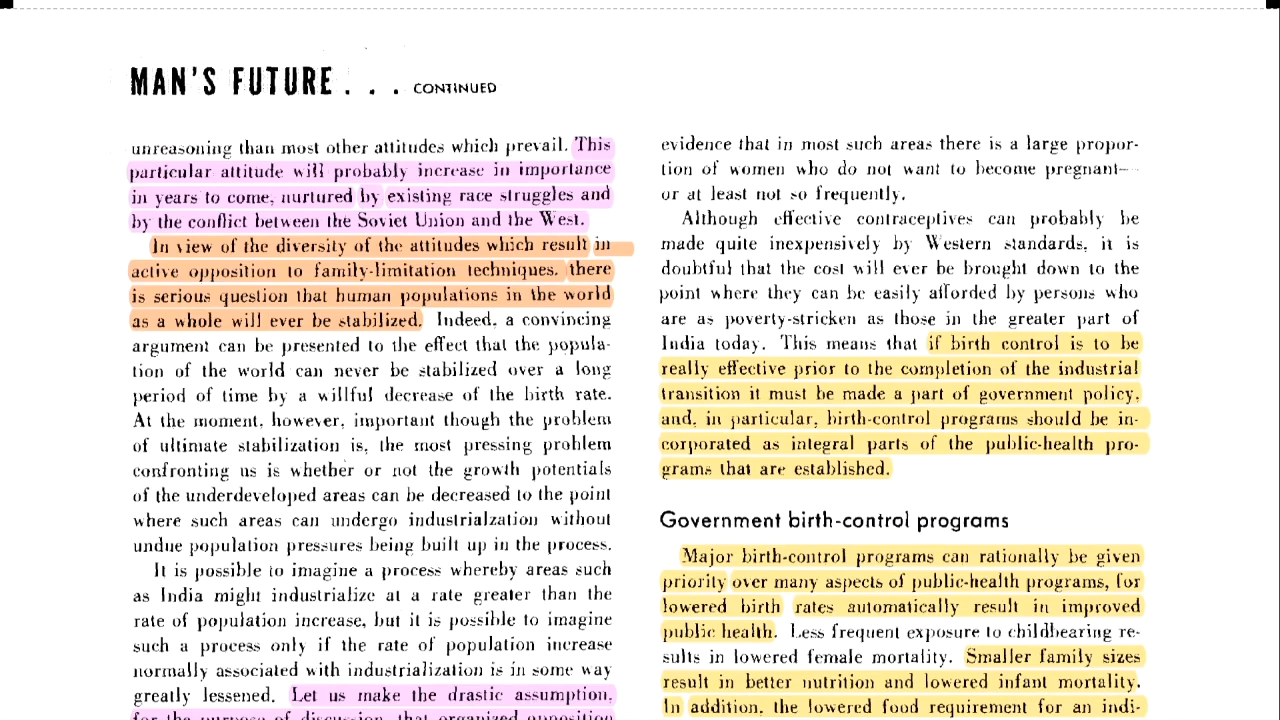 MAN'S FUTURE . . . CONTINUED
unreasoning than most other attitudes which prevail. This
particular attitude will probably increase in importance
in years to come, nurtured by existing race struggles and
by the conflict between the Soviet Union and the West.
In view of the diversity of the attitudes which result in
active opposition to family-limitation techniques, there
is serious question that human populations in the world
as a whole will ever be stabilized. Indeed, a convincing
argument can be presented to the effect that the popula-
tion of the world can never be stabilized over a long
period of time by a willful decrease of the birth rate.
At the moment, however, important though the problem
of ultimate stabilization is, the most pressing problem
confronting us is whether or not the growth potentials
of the underdeveloped areas can be decreased to the point
where such areas can undergo industrialzation without
undue population pressures being built up in the process.
It is possible to imagine a process whereby areas such
as India might industrialize at a rate greater than the
rate of population increase, but it is possible to imagine
such a process only if the rate of population increase
normally associated with industrialization is in some way
greatly lessened. Let us make the drastic assumption,
for the purpose of discussion, that organized opposition
evidence that in most such areas there is a large propor-
tion of women who do not want to become pregnant—
or at least not so frequently.
Although effective contraceptives can probably be
made quite inexpensively by Western standards, it is
doubtful that the cost will ever be brought down to the
point where they can be easily afforded by persons who
are as poverty-stricken as those in the greater part of
India today. This means that if birth control is to be
really effective prior to the completion of the industrial
transition it must be made a part of government policy,
and, in particular, birth-control programs should be in-
corporated as integral parts of the public-health pro-
grams that are established.
Government birth-control programs
Major birth-control programs can rationally be given
priority over many aspects of public-health programs, for
lowered birth rates automatically result in improved
public health. Less frequent exposure to childbearing re-
sults in lowered female mortality. Smaller family sizes
result in better nutrition and lowered infant mortality.
In addition, the lowered food requirement for an indi-